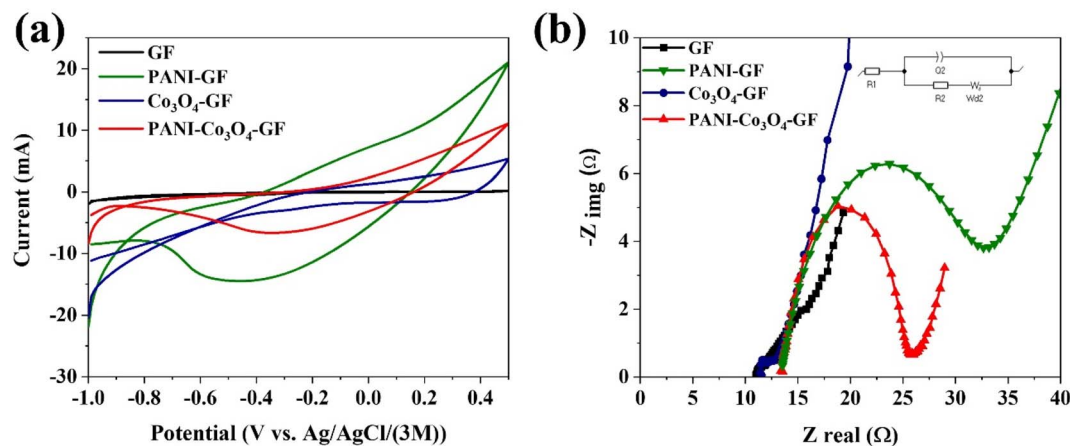 (a)
GF
PANI-GF
Co₃O₄-GF
PANI-Co₃O₄-GF
Current (mA)
20
10
0
-10
-20
-30
-1.0 -0.8 -0.6 -0.4 -0.2 0.0 0.2 0.4
Potential (V vs. Ag/AgCl/(3M))
(b)
GF
PANI-GF
Co₃O₄-GF
PANI-Co₃O₄-GF
R1
Q2
R2
Wd2
-Z img (Ω)
10
8
6
4
2
0
0 5 10 15 20 25 30 35 40
Z real (Ω)